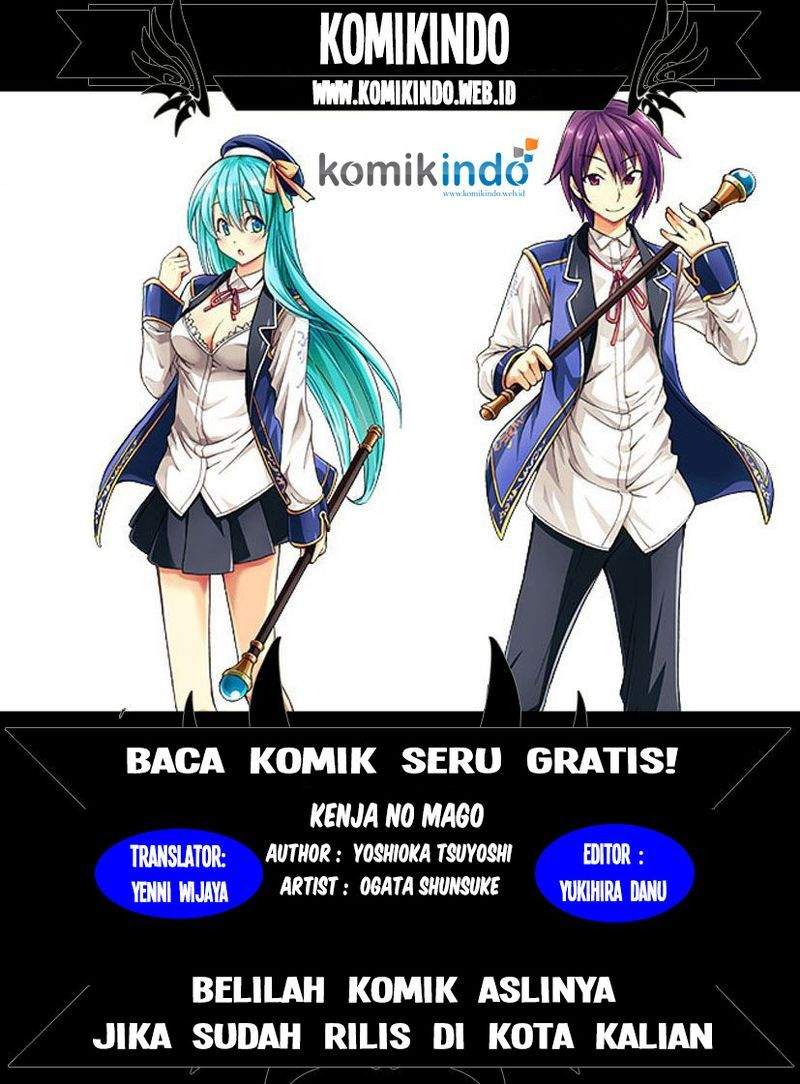 KOMIKINDO
WWW.KOMIKINDO.WEB.ID
komikindo
www.komikindo.web.id
BACA KOMIK SERU GRATIS!
KENJA NO MAGO
TRANSLATOR:
YENNI WIJAYA
AUTHOR : YOSHIOKA TSUYOSHI
ARTIST : OGATA SHUNSUKE
EDITOR :
YUKIHIRA DANU
BELILAH KOMIK ASLINYA
JIKA SUDAH RILIS DI KOTA KALIAN